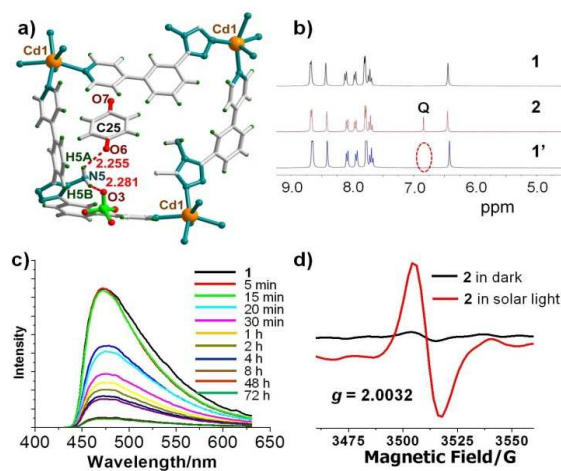 a)
Cd1
Cd1
O7
C25
O6
H5A
2.255
N5
2.281
H5B
O3
Cd1
b)
1
Q
2
1'
9.0 8.0 7.0 6.0 5.0
ppm
c)
Intensity
1
5 min
15 min
20 min
30 min
1 h
2 h
4 h
8 h
48 h
72 h
400 450 500 550 600 650
Wavelength/nm
d)
2 in dark
2 in solar light
g = 2.0032
3475 3500 3525 3550
Magnetic Field/G